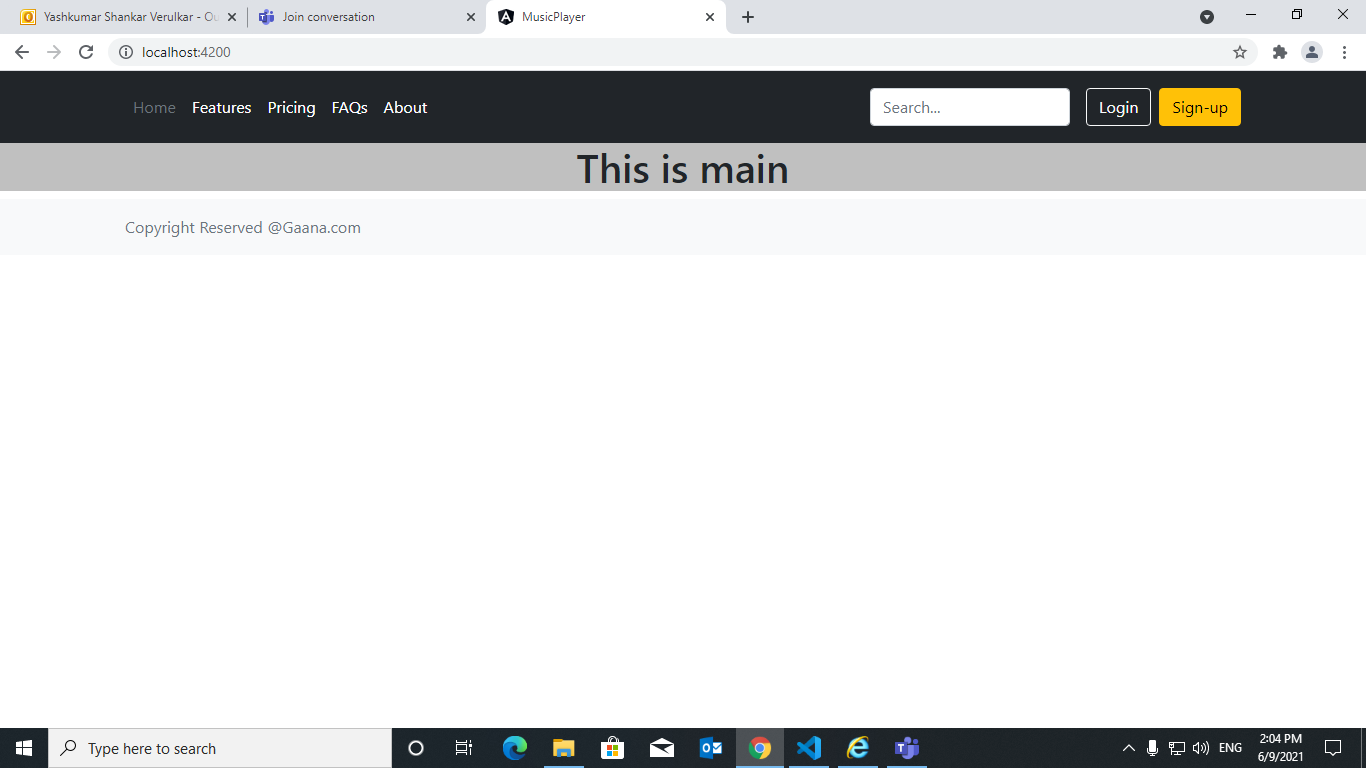 Yashkumar Shankar Verulkar - Ou
Join conversation
MusicPlayer
localhost:4200
Home Features Pricing FAQs About Search... Login Sign-up
This is main
Copyright Reserved @Gaana.com
Type here to search
ENG
2:04 PM
6/9/2021